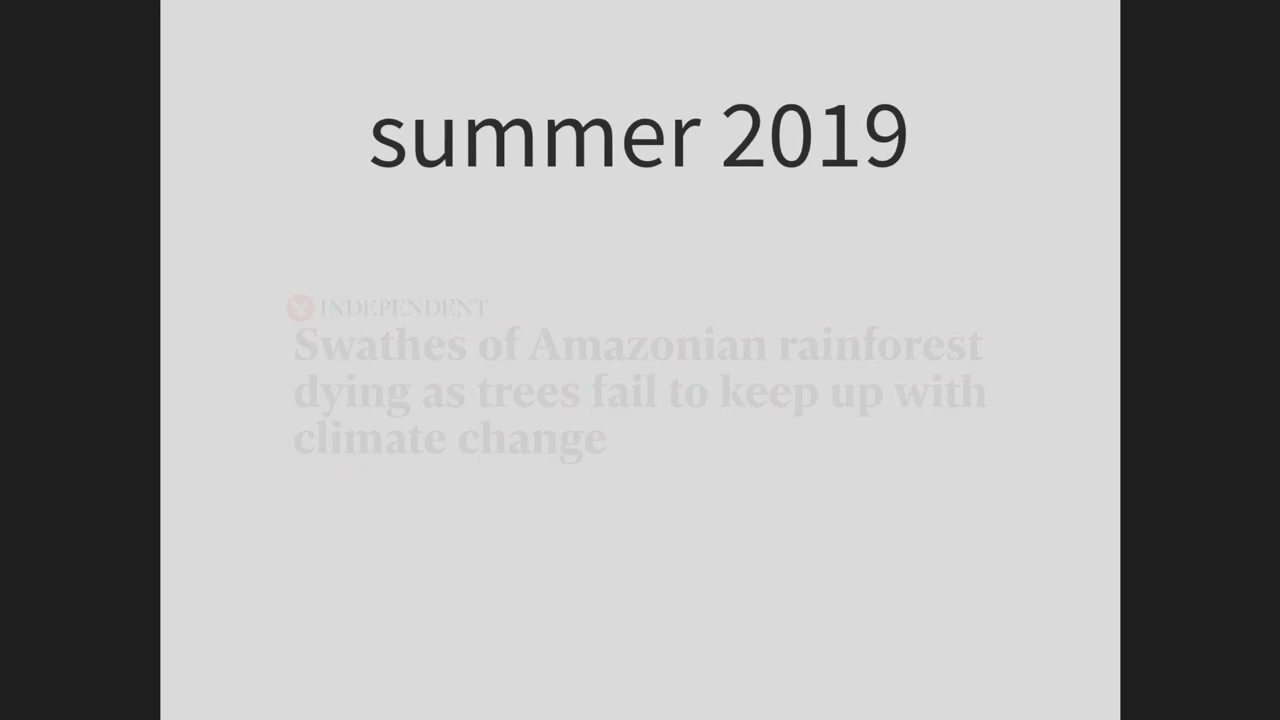 summer 2019
INDEPENDENT
Swathes of Amazonian rainforest
dying as trees fail to keep up with
climate change